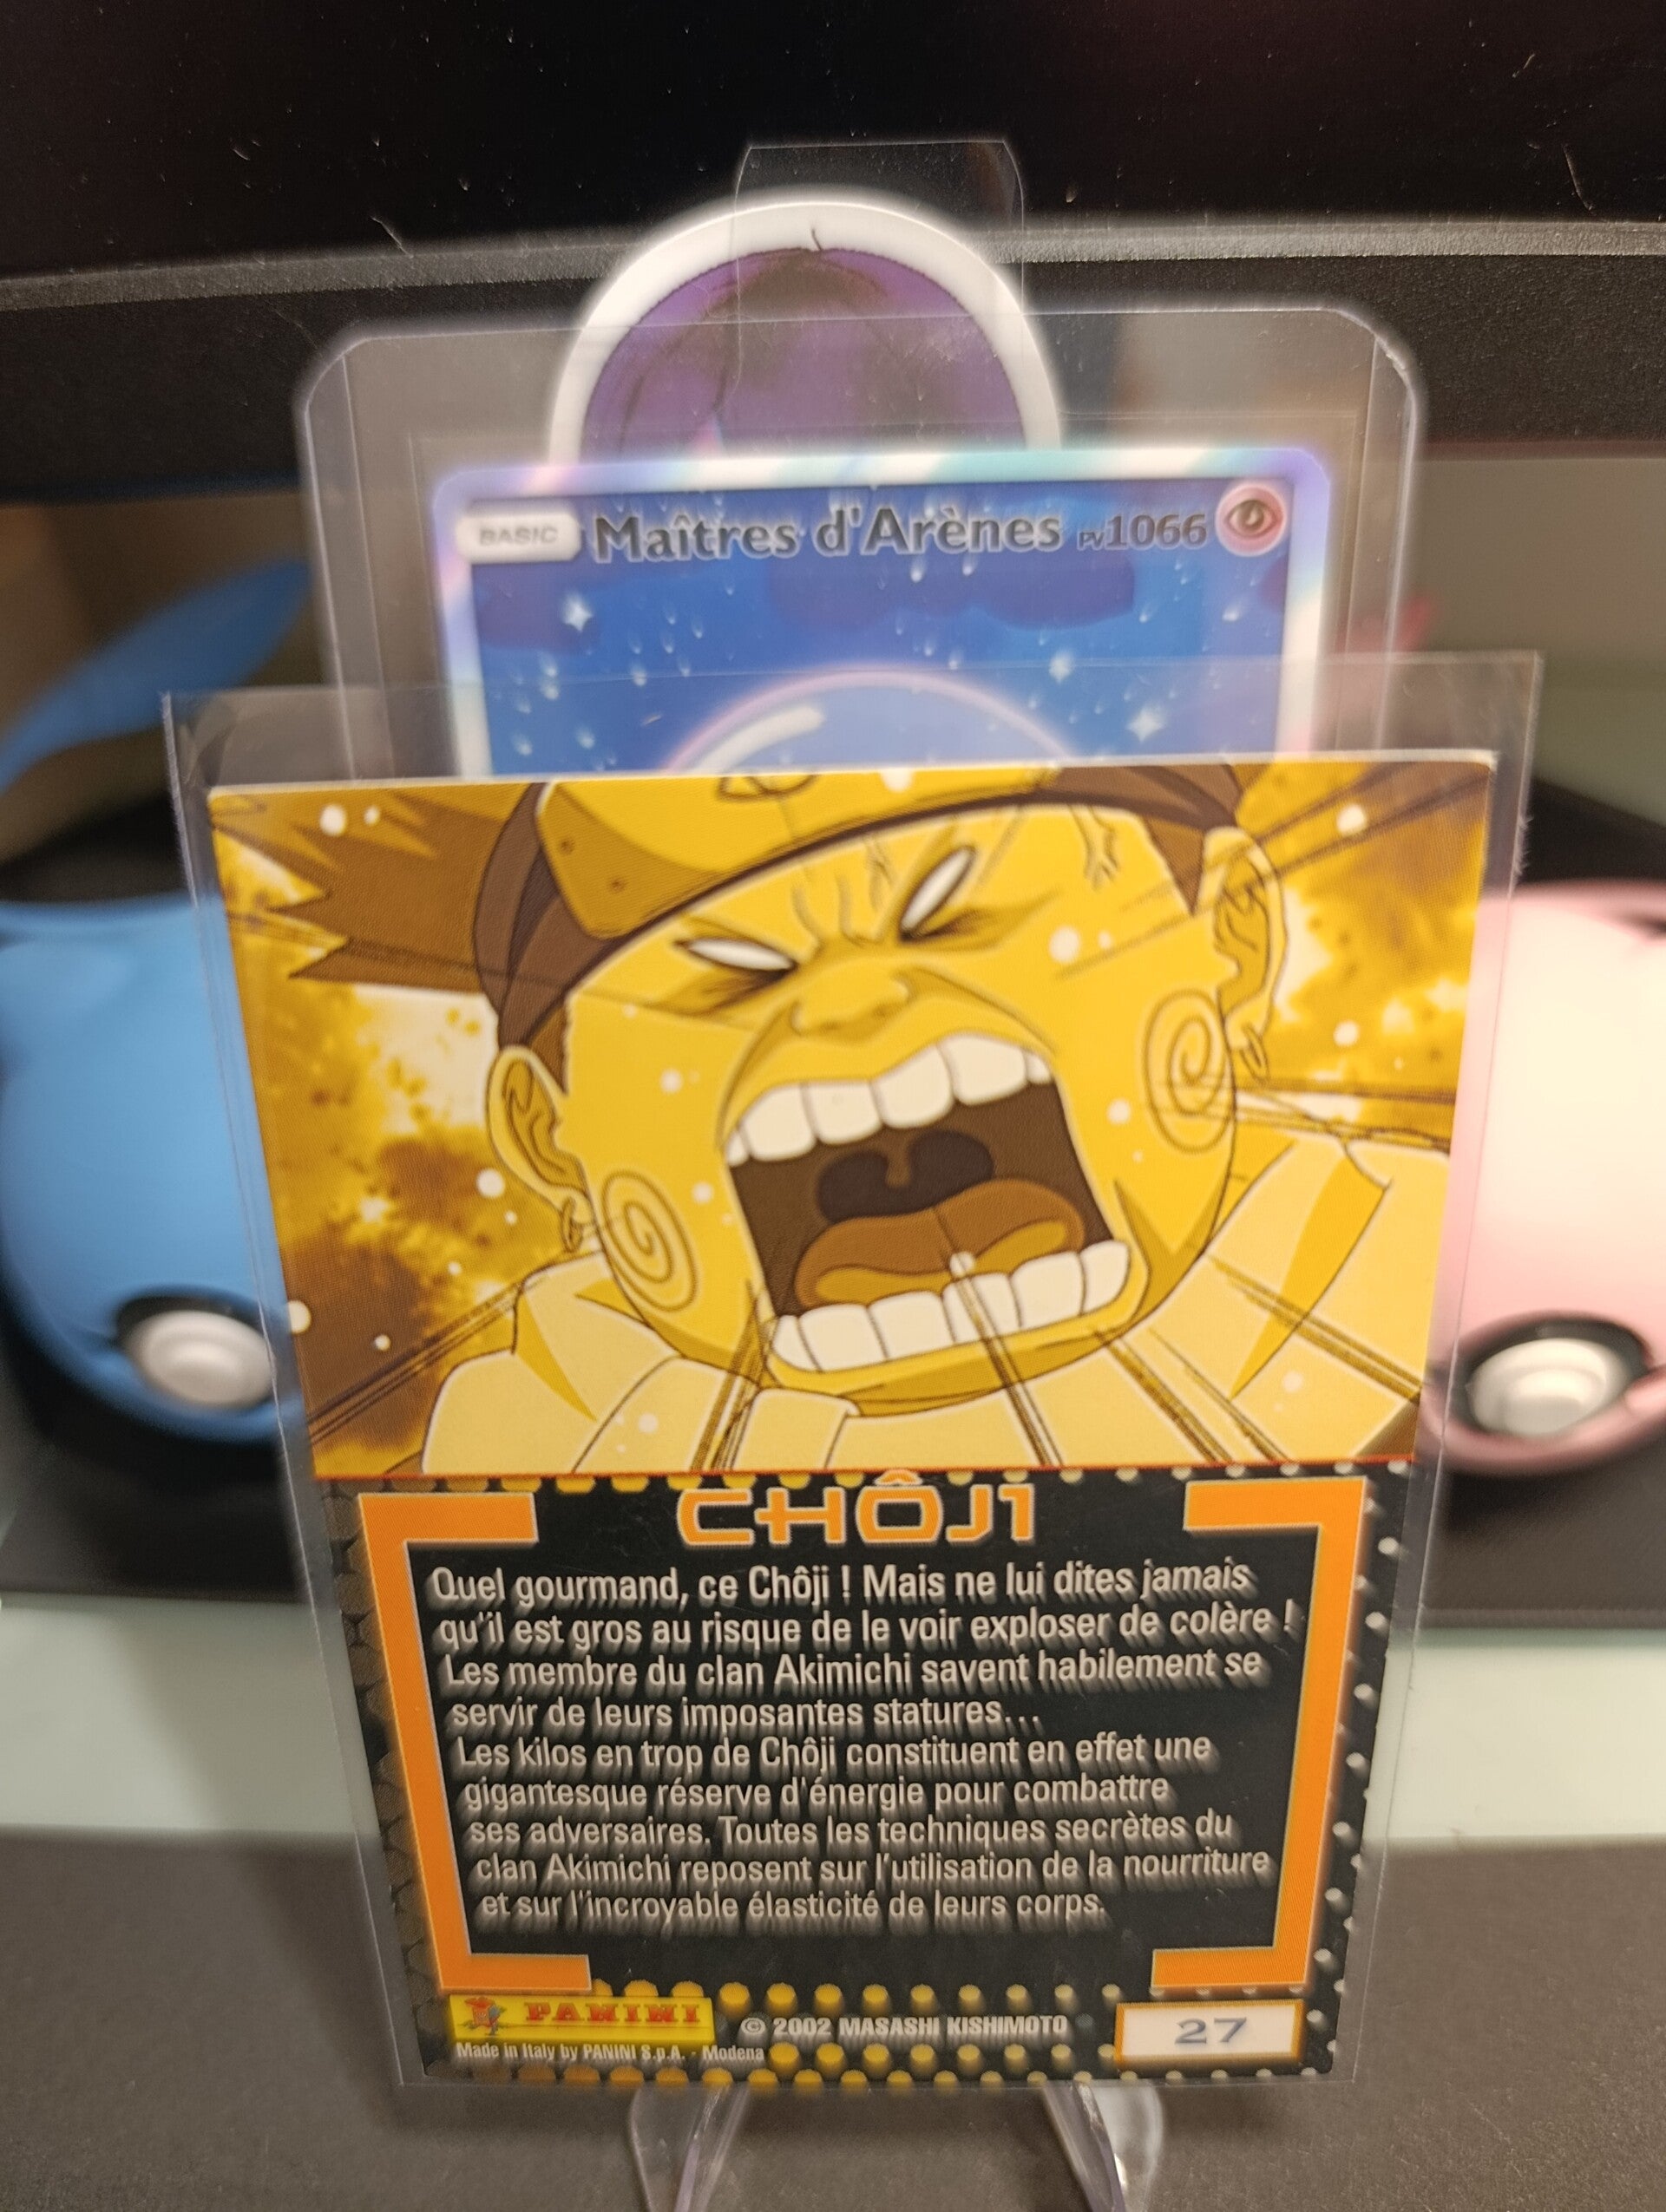 BASIC Maîtres d'Arènes PV1066
CHÔJI
Quel gourmand, ce Chôji ! Mais ne lui dites jamais
qu'il est gros au risque de le voir exploser de colère !
Les membre du clan Akimichi savent habilement se
servir de leurs imposantes statures...
Les kilos en trop de Chôji constituent en effet une
gigantesque réserve d'énergie pour combattre
ses adversaires. Toutes les techniques secrètes du
clan Akimichi reposent sur l'utilisation de la nourriture
et sur l'incroyable élasticité de leurs corps.
PANINI © 2002 MASASHI KISHIMOTO 27
Made in Italy by PANINI S.p.A. - Modena